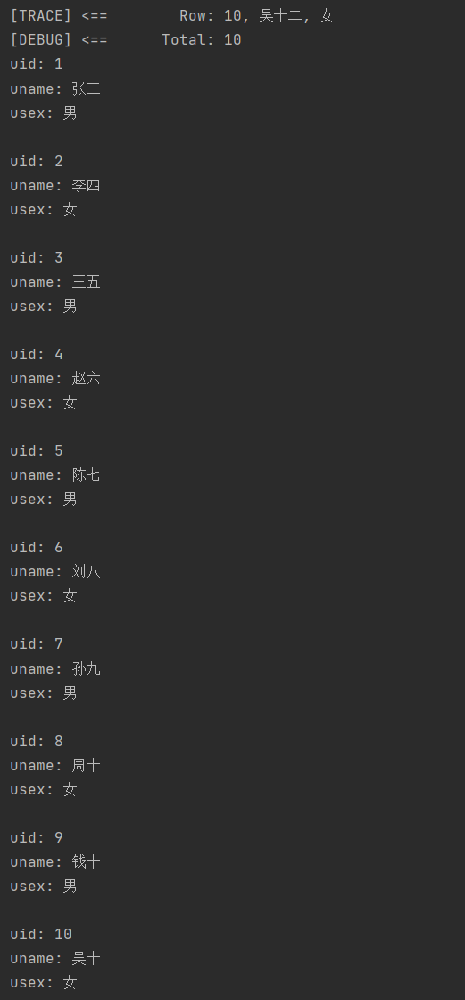 [TRACE] <==        Row: 10, 吴十二, 女
[DEBUG] <==      Total: 10
uid: 1
uname: 张三
usex: 男
uid: 2
uname: 李四
usex: 女
uid: 3
uname: 王五
usex: 男
uid: 4
uname: 赵六
usex: 女
uid: 5
uname: 陈七
usex: 男
uid: 6
uname: 刘八
usex: 女
uid: 7
uname: 孙九
usex: 男
uid: 8
uname: 周十
usex: 女
uid: 9
uname: 钱十一
usex: 男
uid: 10
uname: 吴十二
usex: 女